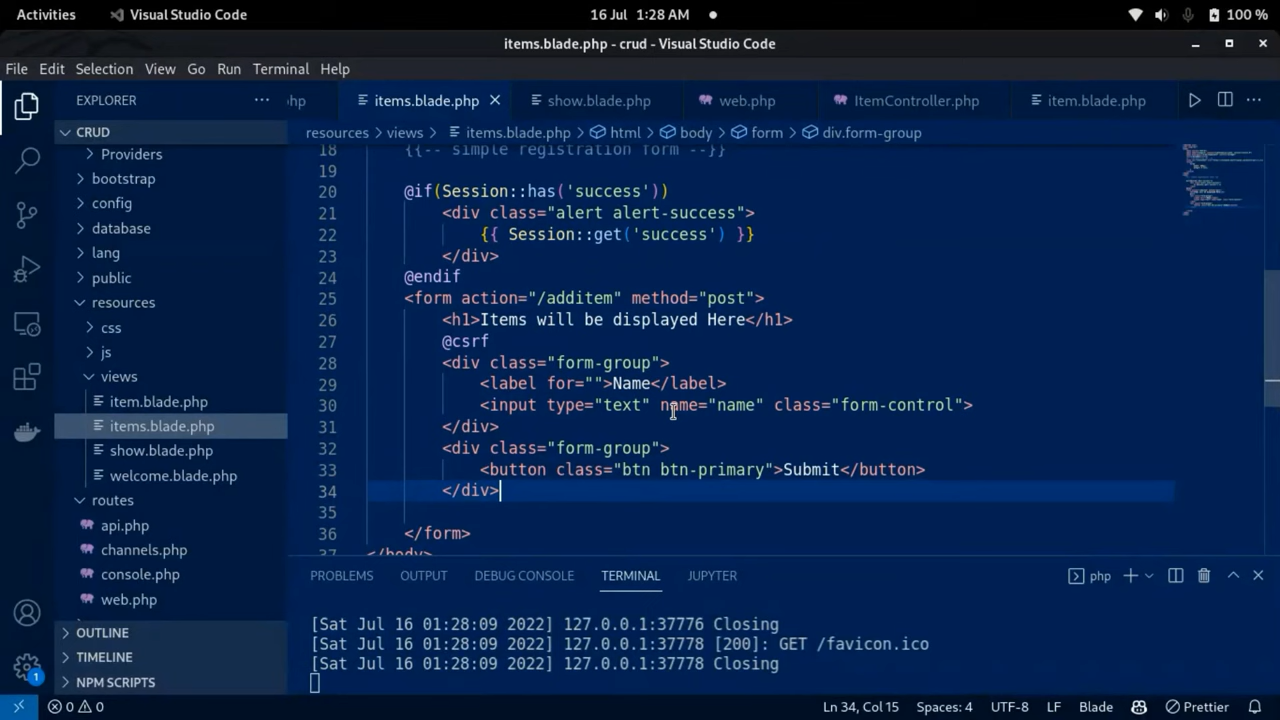 Activities Visual Studio Code 16 Jul 1:28 AM 100 %
items.blade.php - crud - Visual Studio Code
File Edit Selection View Go Run Terminal Help
EXPLORER ... hp items.blade.php show.blade.php web.php ItemController.php item.blade.php
CRUD
resources > views > items.blade.php > html > body > form > div.form-group
Providers
bootstrap
config
database
lang
public
resources
css
js
views
item.blade.php
items.blade.php
show.blade.php
welcome.blade.php
routes
api.php
channels.php
console.php
web.php
OUTLINE
TIMELINE
NPM SCRIPTS
18 {{-- simple registration form --}}
19
20 @if(Session::has('success'))
21 <div class="alert alert-success">
22 {{ Session::get('success') }}
23 </div>
24 @endif
25 <form action="/additem" method="post">
26 <h1>Items will be displayed Here</h1>
27 @csrf
28 <div class="form-group">
29 <label for="">Name</label>
30 <input type="text" name="name" class="form-control">
31 </div>
32 <div class="form-group">
33 <button class="btn btn-primary">Submit</button>
34 </div>
35
36 </form>
37 </body>
PROBLEMS OUTPUT DEBUG CONSOLE TERMINAL JUPYTER php
[Sat Jul 16 01:28:09 2022] 127.0.0.1:37776 Closing
[Sat Jul 16 01:28:09 2022] 127.0.0.1:37778 [200]: GET /favicon.ico
[Sat Jul 16 01:28:09 2022] 127.0.0.1:37778 Closing
1
0 0 Ln 34, Col 15 Spaces: 4 UTF-8 LF Blade Prettier